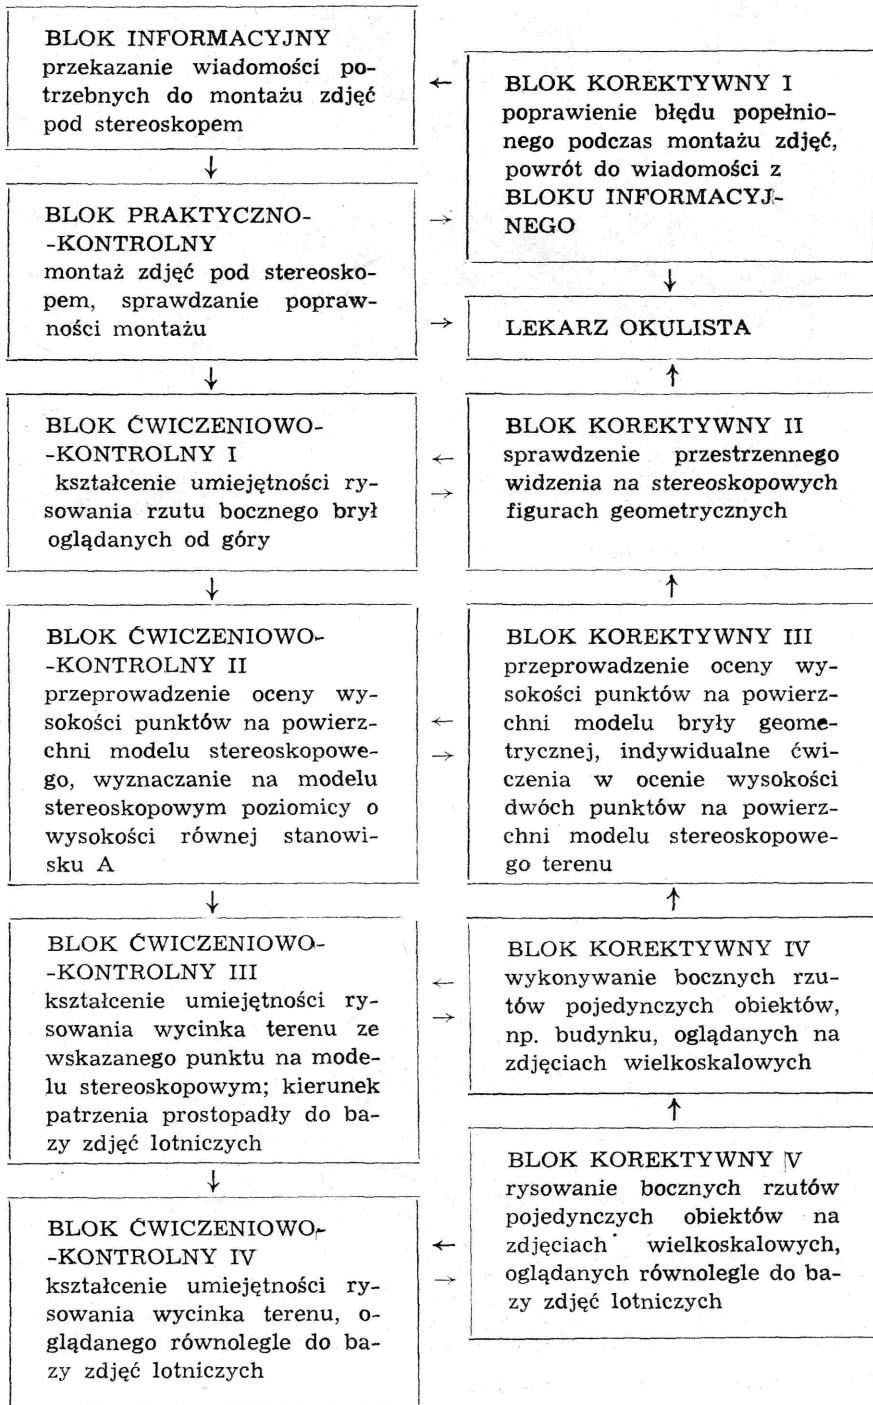 BLOK INFORMACYJNY
przekazanie wiadomości po-
trzebnych do montażu zdjęć
pod stereoskopem
←
BLOK KOREKTYWNY I
poprawienie błędu popełnio-
nego podczas montażu zdjęć,
powrót do wiadomości z
BLOKU INFORMACYJ-
NEGO
↓
BLOK PRAKTYCZNO-
-KONTROLNY
montaż zdjęć pod stereosko-
pem, sprawdzanie popraw-
ności montażu
→
↓
→
LEKARZ OKULISTA
↓
↑
BLOK ĆWICZENIOWO-
-KONTROLNY I
kształcenie umiejętności ry-
sowania rzutu bocznego brył
oglądanych od góry
←
→
BLOK KOREKTYWNY II
sprawdzenie przestrzennego
widzenia na stereoskopowych
figurach geometrycznych
↓
↑
BLOK ĆWICZENIOWO-
-KONTROLNY II
przeprowadzenie oceny wy-
sokości punktów na powierz-
chni modelu stereoskopowe-
go, wyznaczanie na modelu
stereoskopowym poziomicy o
wysokości równej stanowi-
sku A
←
→
BLOK KOREKTYWNY III
przeprowadzenie oceny wy-
sokości punktów na powierz-
chni modelu bryły geome-
trycznej, indywidualne ćwi-
czenia w ocenie wysokości
dwóch punktów na powierz-
chni modelu stereoskopowe-
go terenu
↓
↑
BLOK ĆWICZENIOWO-
-KONTROLNY III
kształcenie umiejętności ry-
sowania wycinka terenu ze
wskazanego punktu na mode-
lu stereoskopowym; kierunek
patrzenia prostopadły do ba-
zy zdjęć lotniczych
←
→
BLOK KOREKTYWNY IV
wykonywanie bocznych rzu-
tów pojedynczych obiektów,
np. budynku, oglądanych na
zdjęciach wielkoskalowych
↓
↑
BLOK ĆWICZENIOWO-
-KONTROLNY IV
kształcenie umiejętności ry-
sowania wycinka terenu, o-
glądanego równolegle do ba-
zy zdjęć lotniczych
←
→
BLOK KOREKTYWNY V
rysowanie bocznych rzutów
pojedynczych obiektów na
zdjęciach wielkoskalowych,
oglądanych równolegle do ba-
zy zdjęć lotniczych